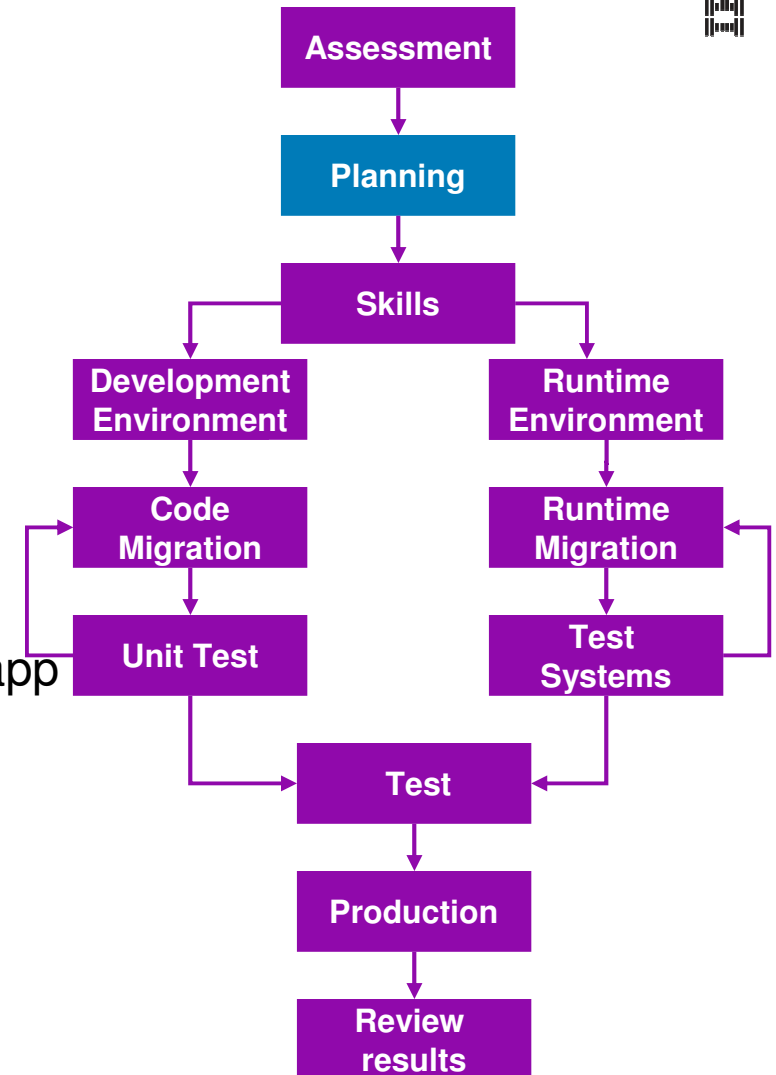 Assessment
Planning
Skills
Development
Environment
Runtime
Environment
Code
Migration
Runtime
Migration
app
Unit Test
Test
Systems
Test
Production
Review
results